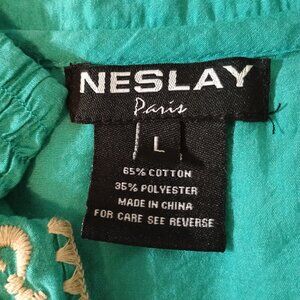 NESLAY
Paris
L
65% COTTON
35% POLYESTER
MADE IN CHINA
FOR CARE SEE REVERSE